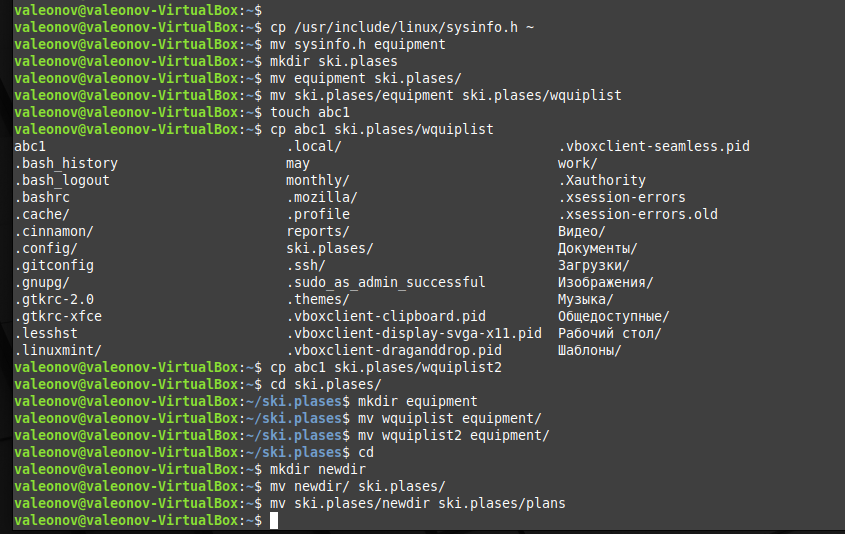 valeonov@valeonov-VirtualBox:~$
valeonov@valeonov-VirtualBox:~$ cp /usr/include/linux/sysinfo.h ~
valeonov@valeonov-VirtualBox:~$ mv sysinfo.h equipment
valeonov@valeonov-VirtualBox:~$ mkdir ski.plases
valeonov@valeonov-VirtualBox:~$ mv equipment ski.plases/
valeonov@valeonov-VirtualBox:~$ mv ski.plases/equipment ski.plases/wquiplist
valeonov@valeonov-VirtualBox:~$ touch abc1
valeonov@valeonov-VirtualBox:~$ cp abc1 ski.plases/wquiplist
abc1 .local/ .vboxclient-seamless.pid
.bash_history may work/
.bash_logout monthly/ .Xauthority
.bashrc .mozilla/ .xsession-errors
.cache/ .profile .xsession-errors.old
.cinnamon/ reports/ Видео/
.config/ ski.plases/ Документы/
.gitconfig .ssh/ Загрузки/
.gnupg/ .sudo_as_admin_successful Изображения/
.gtkrc-2.0 .themes/ Музыка/
.gtkrc-xfce .vboxclient-clipboard.pid Общедоступные/
.lesshst .vboxclient-display-svga-x11.pid Рабочий стол/
.linuxmint/ .vboxclient-draganddrop.pid Шаблоны/
valeonov@valeonov-VirtualBox:~$ cp abc1 ski.plases/wquiplist2
valeonov@valeonov-VirtualBox:~$ cd ski.plases/
valeonov@valeonov-VirtualBox:~/ski.plases$ mkdir equipment
valeonov@valeonov-VirtualBox:~/ski.plases$ mv wquiplist equipment/
valeonov@valeonov-VirtualBox:~/ski.plases$ mv wquiplist2 equipment/
valeonov@valeonov-VirtualBox:~/ski.plases$ cd
valeonov@valeonov-VirtualBox:~$ mkdir newdir
valeonov@valeonov-VirtualBox:~$ mv newdir/ ski.plases/
valeonov@valeonov-VirtualBox:~$ mv ski.plases/newdir ski.plases/plans
valeonov@valeonov-VirtualBox:~$